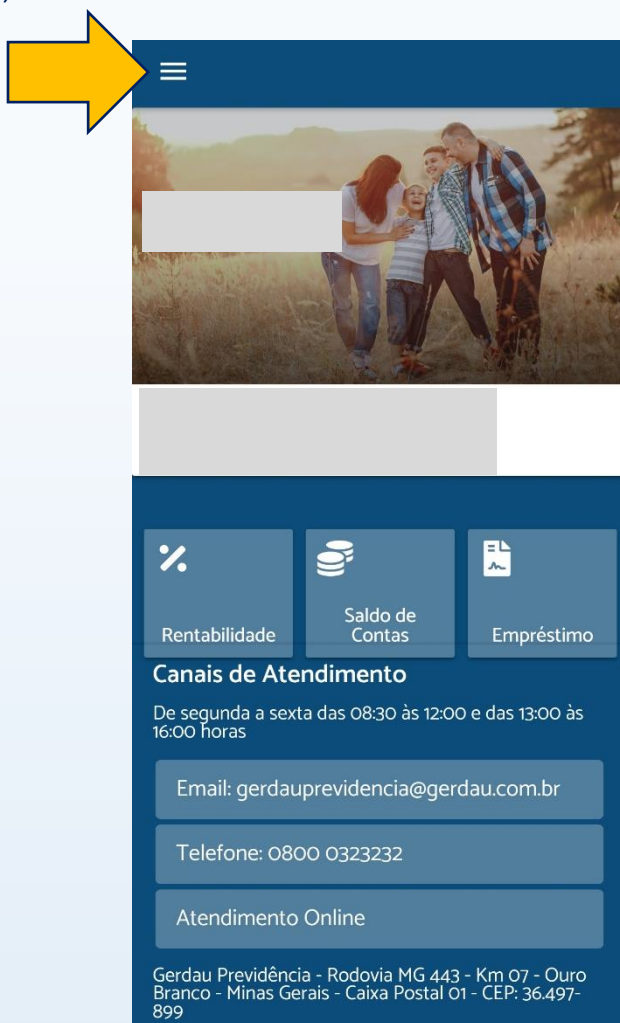 Rentabilidade
Saldo de
Contas
Empréstimo
Canais de Atendimento
De segunda a sexta das 08:30 às 12:00 e das 13:00 às
16:00 horas
Email: gerdauprevidencia@gerdau.com.br
Telefone: 0800 0323232
Atendimento Online
Gerdau Previdência - Rodovia MG 443 - Km 07 - Ouro
Branco - Minas Gerais - Caixa Postal 01 - CEP: 36.497-
899